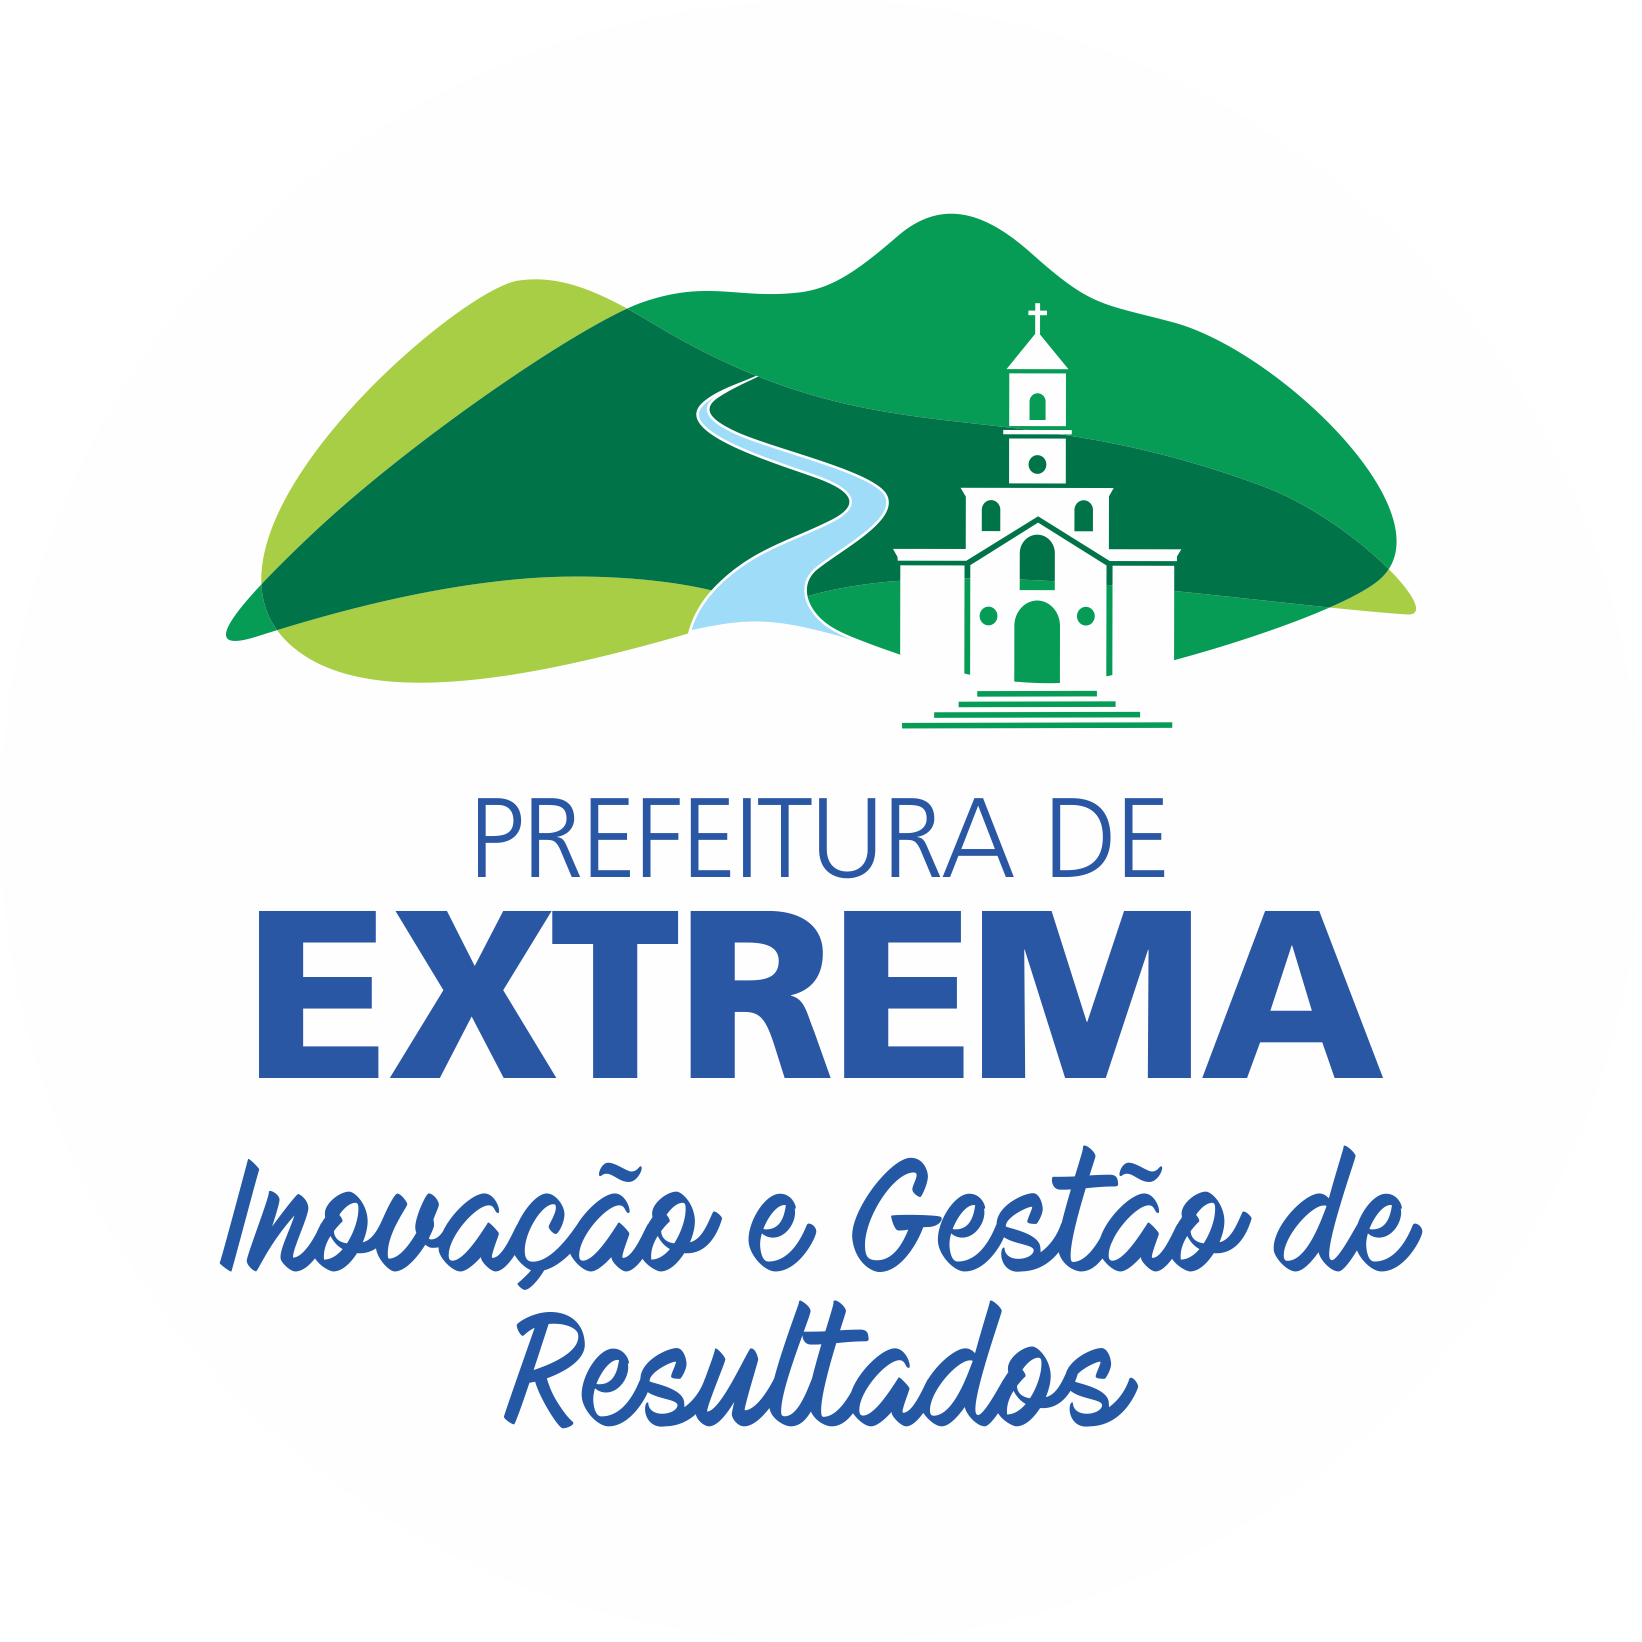 PREFEITURA DE
EXTREMA
Inovação e Gestão de
Resultados